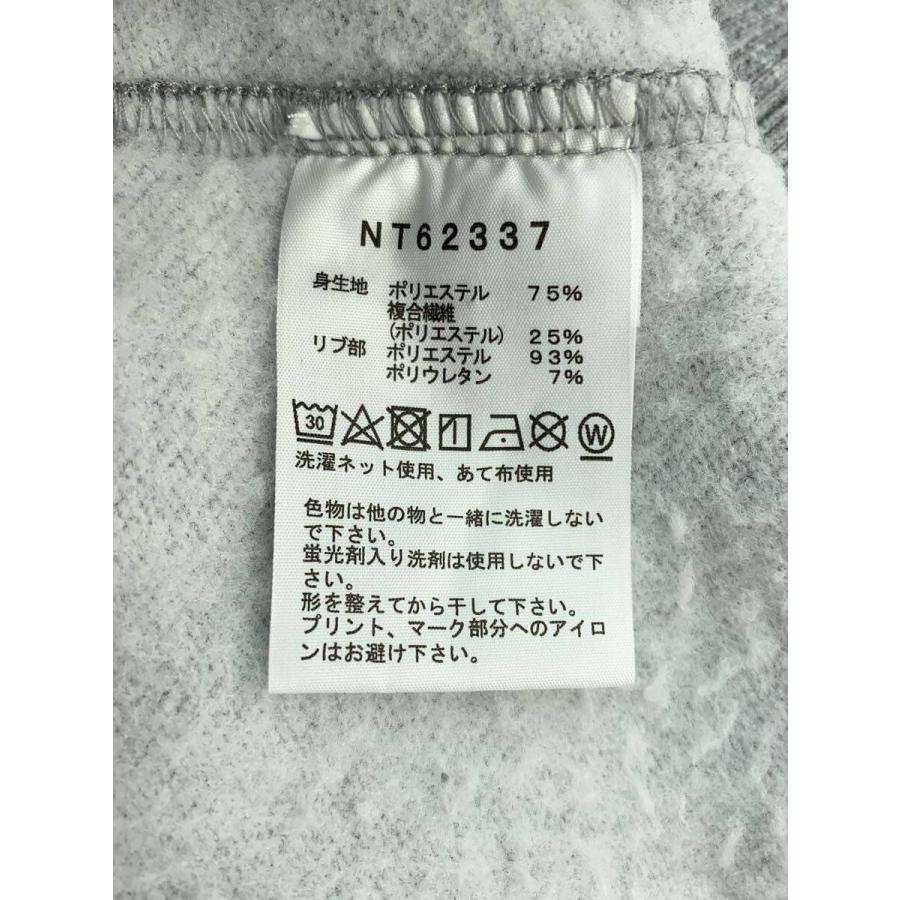 NT62337
身生地 ポリエステル 75%
複合繊維
(ポリエステル) 25%
リブ部 ポリエステル 93%
ポリウレタン 7%
30 W
洗濯ネット使用、あて布使用
色物は他の物と一緒に洗濯しない
で下さい。
蛍光剤入り洗剤は使用しないで下
さい。
形を整えてから干して下さい。
プリント、マーク部分へのアイロ
ンはお避け下さい。